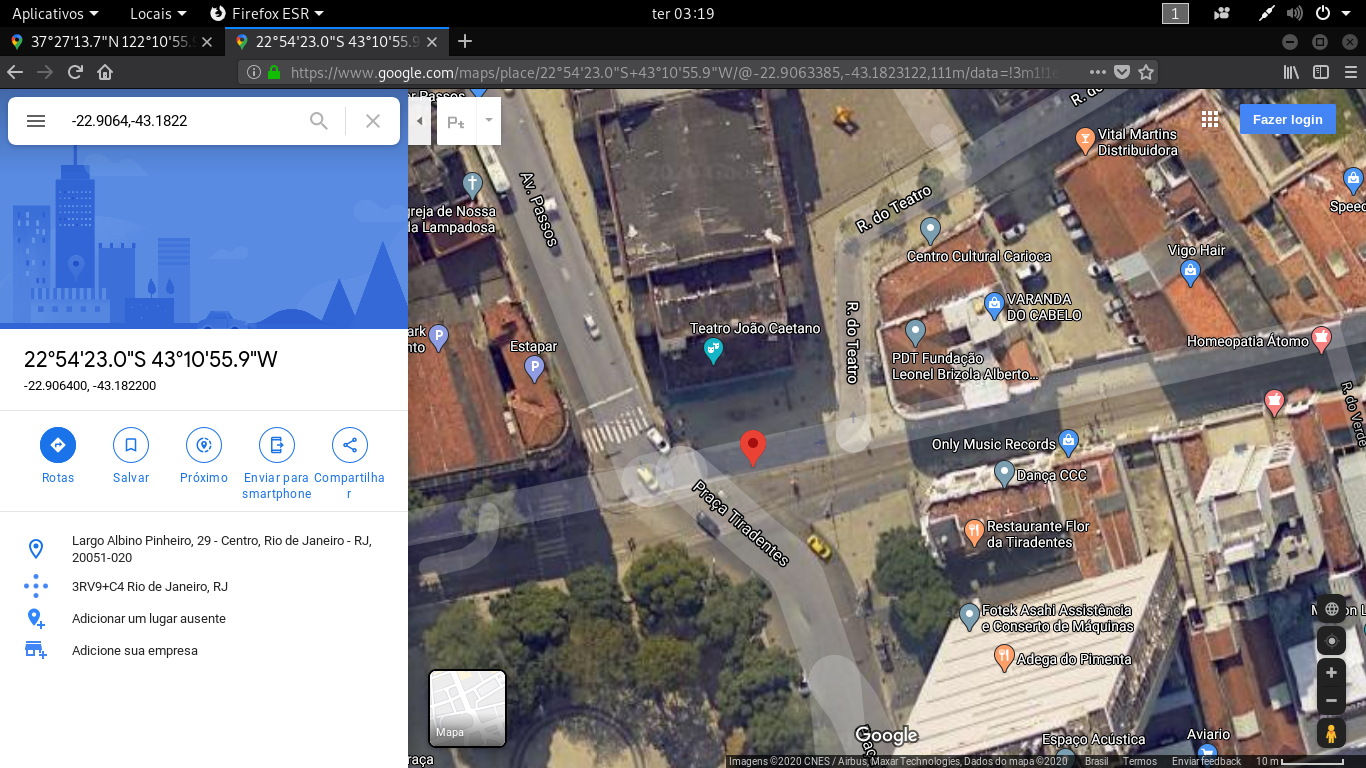 Aplicativos
Locais
Firefox ESR
ter 03:19
1
37°27'13.7"N 122°10'55.
22°54'23.0"S 43°10'55.9
https://www.google.com/maps/place/22°54'23.0"S+43°10'55.9"W/@-22.9063385,-43.1823122,111m/data=!3m1!1e
-22.9064,-43.1822
Fazer login
22°54'23.0"S 43°10'55.9"W
-22.906400, -43.182200
Rotas
Salvar
Próximo
Enviar para
smartphone
Compartilha
r
Largo Albino Pinheiro, 29 - Centro, Rio de Janeiro - RJ,
20051-020
3RV9+C4 Rio de Janeiro, RJ
Adicionar um lugar ausente
Adicione sua empresa
Passos
R. do
Vital Martins
Distribuidora
Av. Passos
greja de Nossa
da Lampadosa
R. do Teatro
Speed
Centro Cultural Carioca
Vigo Hair
VARANDA
DO CABELO
R. do Teatro
Teatro João Caetano
ark
nto
P
Estapar
P
Homeopatia Átomo
PDT Fundação
Leonel Brizola Alberto...
R. do Verde
Only Music Records
Dança CCC
Praça Tiradentes
Restaurante Flor
da Tiradentes
Fotek Asahi Assistência
e Conserto de Máquinas
Adega do Pimenta
Mapa
raça
Google
Espaço Acústica
Aviario
Imagens ©2020 CNES / Airbus, Maxar Technologies, Dados do mapa ©2020
Brasil
Termos
Enviar feedback
10 m